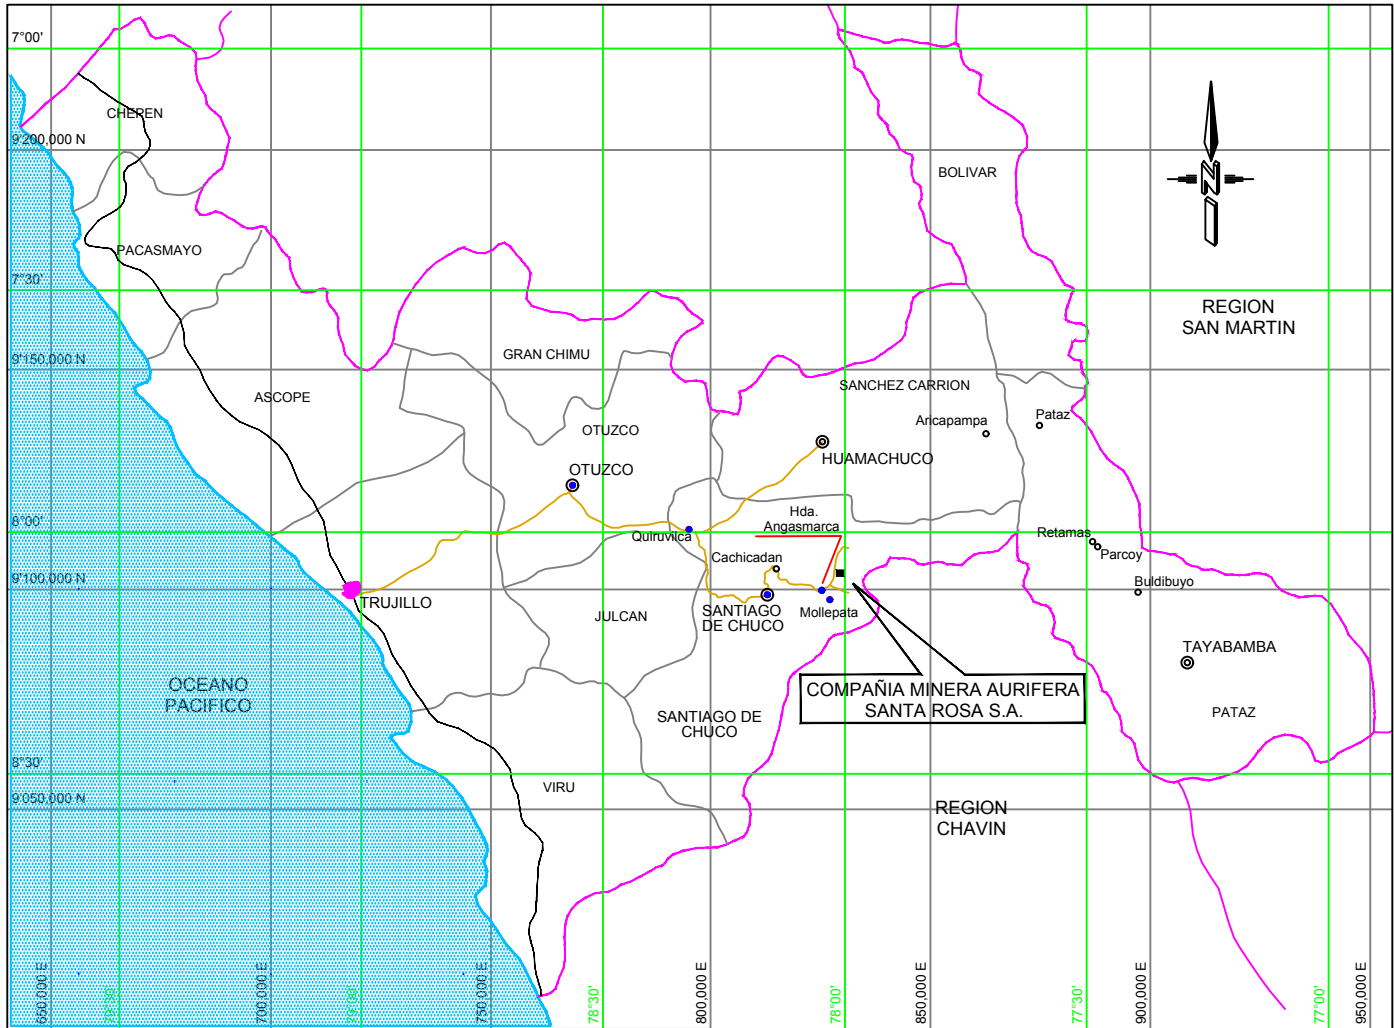 7°00'
CHEPEN
9'200,000 N
BOLIVAR
N
PACASMAYO
7°30'
REGION
SAN MARTIN
GRAN CHIMU
9'150,000 N
SANCHEZ CARRION
ASCOPE
Aricapampa
Pataz
OTUZCO
HUAMACHUCO
OTUZCO
8°00'
Quiruvilca
Hda.
Angasmarca
Retamas
Parcoy
Cachicadan
9'100,000 N
Buldibuyo
TRUJILLO
JULCAN
SANTIAGO
DE CHUCO
Mollepata
TAYABAMBA
OCEANO
PACIFICO
COMPAÑIA MINERA AURIFERA
SANTA ROSA S.A.
SANTIAGO DE
CHUCO
PATAZ
8°30'
VIRU
9'050,000 N
REGION
CHAVIN
650,000 E
79°30'
700,000 E
79°00'
750,000 E
78°30'
800,000 E
78°00'
850,000 E
77°30'
900,000 E
77°00'
950,000 E